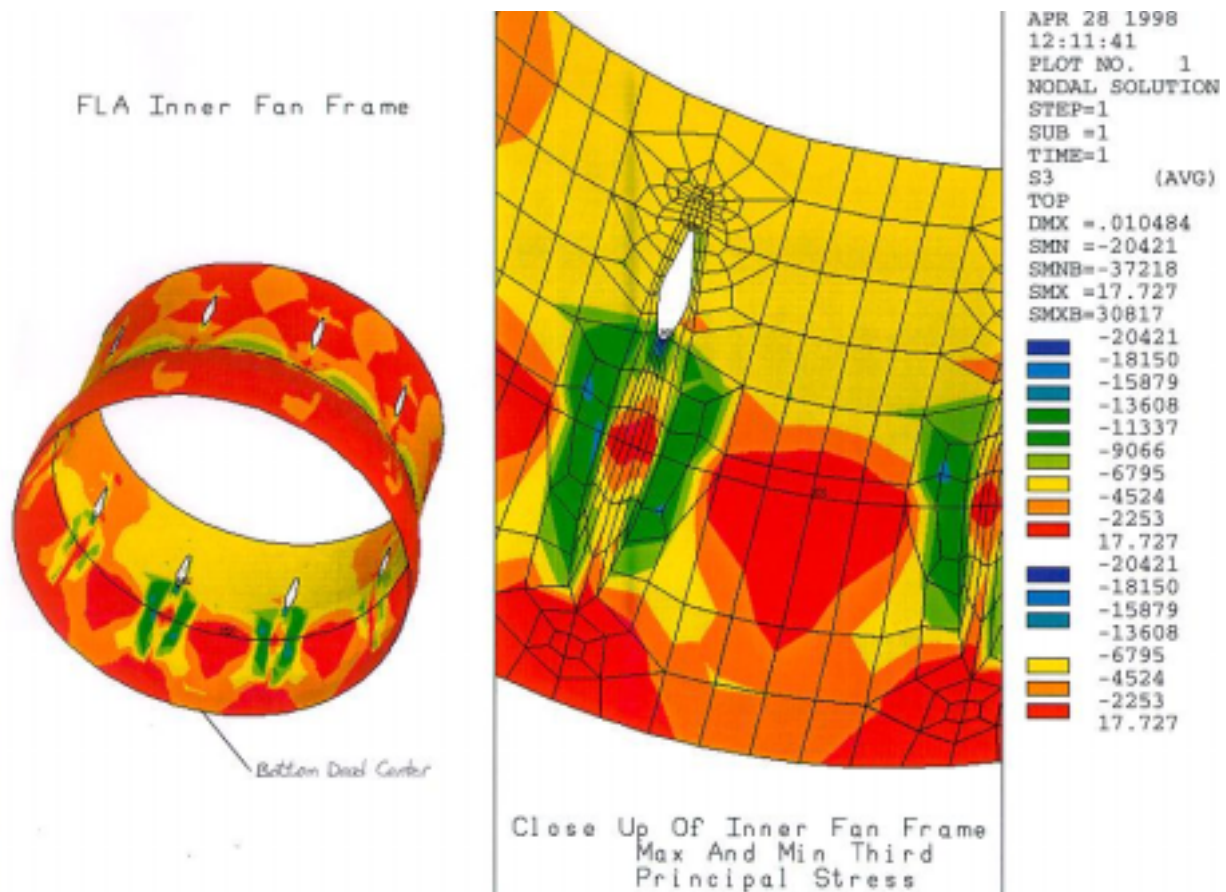 FLA Inner Fan Frame
Bottom Dead Center
Close Up Of Inner Fan Frame
Max And Min Third
Principal Stress
APR 28 1998
12:11:41
PLOT NO. 1
NODAL SOLUTION
STEP=1
SUB =1
TIME=1
S3 (AVG)
TOP
DMX =.010484
SMN =-20421
SMNB=-37218
SMX =17.727
SMXB=30817
-20421
-18150
-15879
-13608
-11337
-9066
-6795
-4524
-2253
17.727
-20421
-18150
-15879
-13608
-6795
-4524
-2253
17.727